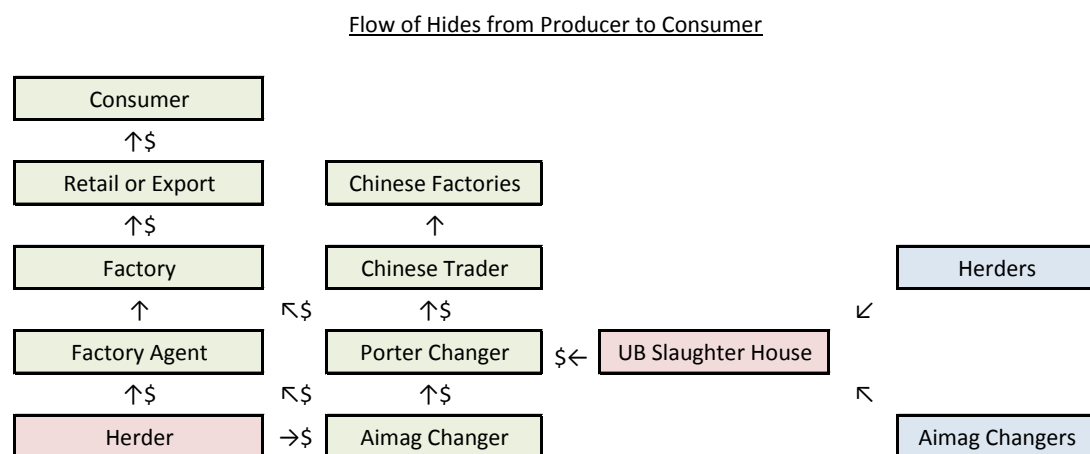 Flow of Hides from Producer to Consumer
Consumer
↑$
Retail or Export Chinese Factories
↑$ ↑
Factory Chinese Trader Herders
↑ ↖$ ↑$ ↙
Factory Agent Porter Changer $← UB Slaughter House
↑$ ↖$ ↑$ ↖
Herder →$ Aimag Changer Aimag Changers